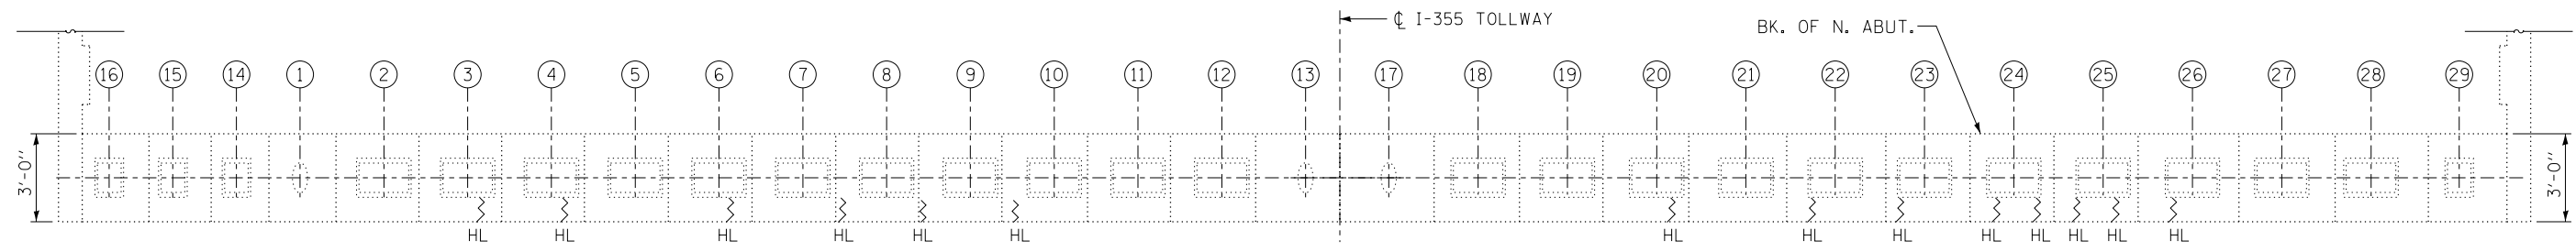 ℄ I-355 TOLLWAY
BK. OF N. ABUT.
16 15 14 1 2 3 4 5 6 7 8 9 10 11 12 13 17 18 19 20 21 22 23 24 25 26 27 28 29
3'-0" 3'-0"
HL HL HL HL HL HL HL HL HL HL HL HL HL HL